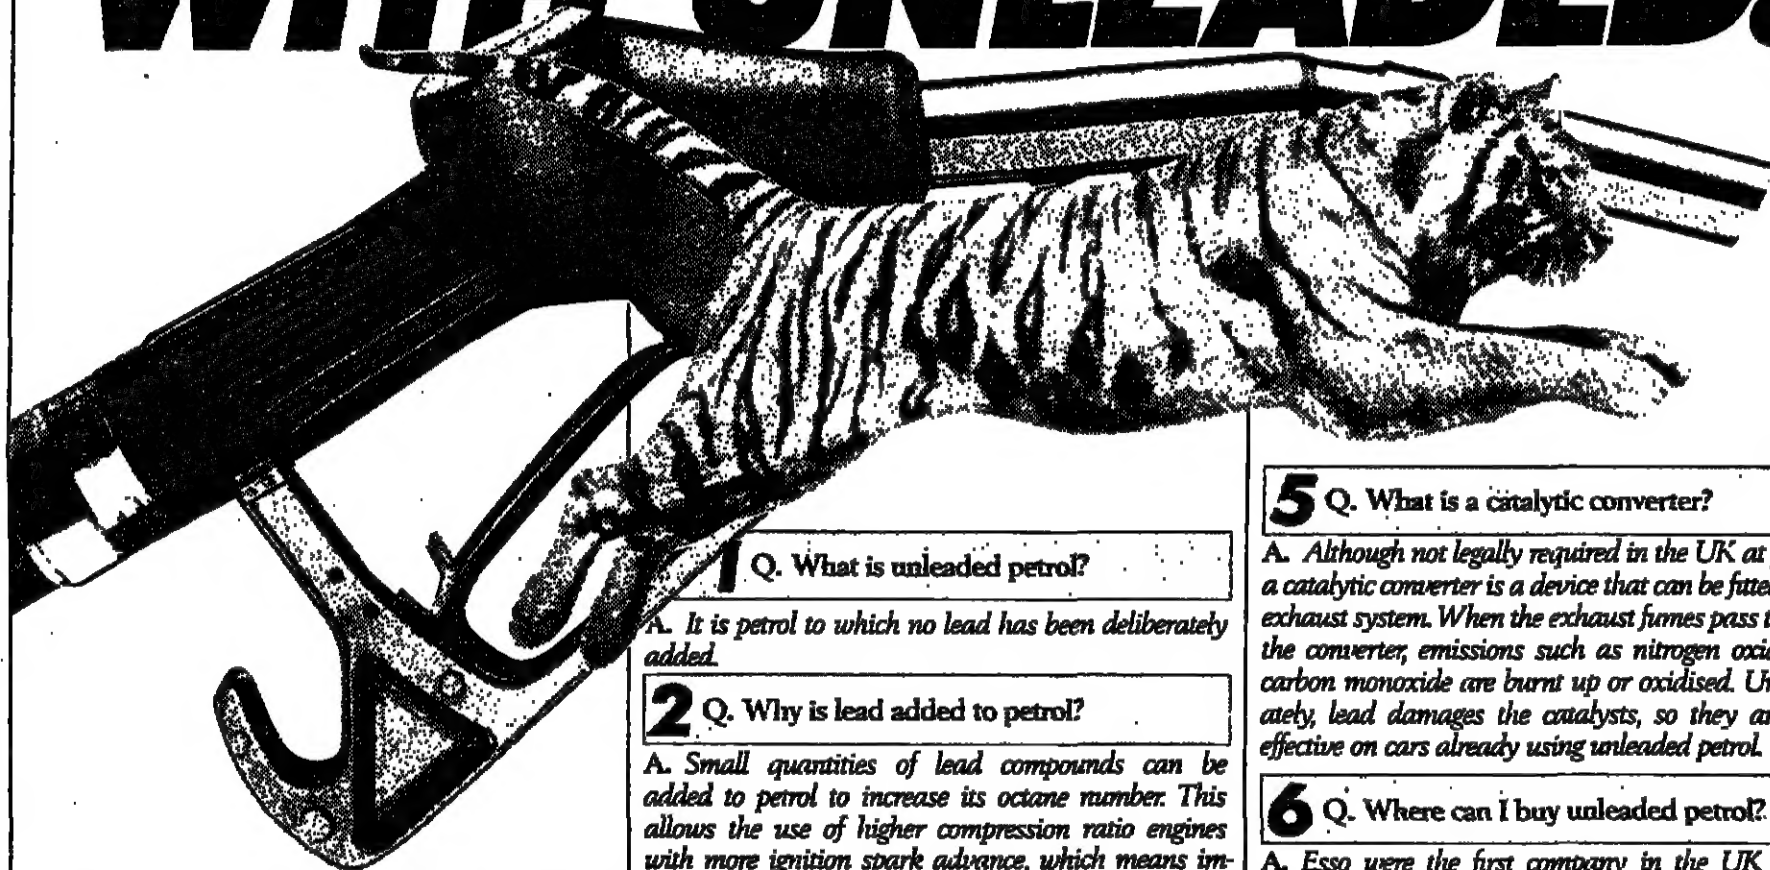 WITH UNLEADED.
1 Q. What is unleaded petrol?
A. It is petrol to which no lead has been deliberately
added.
2 Q. Why is lead added to petrol?
A. Small quantities of lead compounds can be
added to petrol to increase its octane number. This
allows the use of higher compression ratio engines
with more ignition spark advance, which means im-
5 Q. What is a catalytic converter?
A. Although not legally required in the UK at
a catalytic converter is a device that can be fitte
exhaust system. When the exhaust fumes pass t
the converter, emissions such as nitrogen oxi
carbon monoxide are burnt up or oxidised. U
ately, lead damages the catalysts, so they a
effective on cars already using unleaded petrol.
6 Q. Where can I buy unleaded petrol?
A. Esso were the first company in the UK